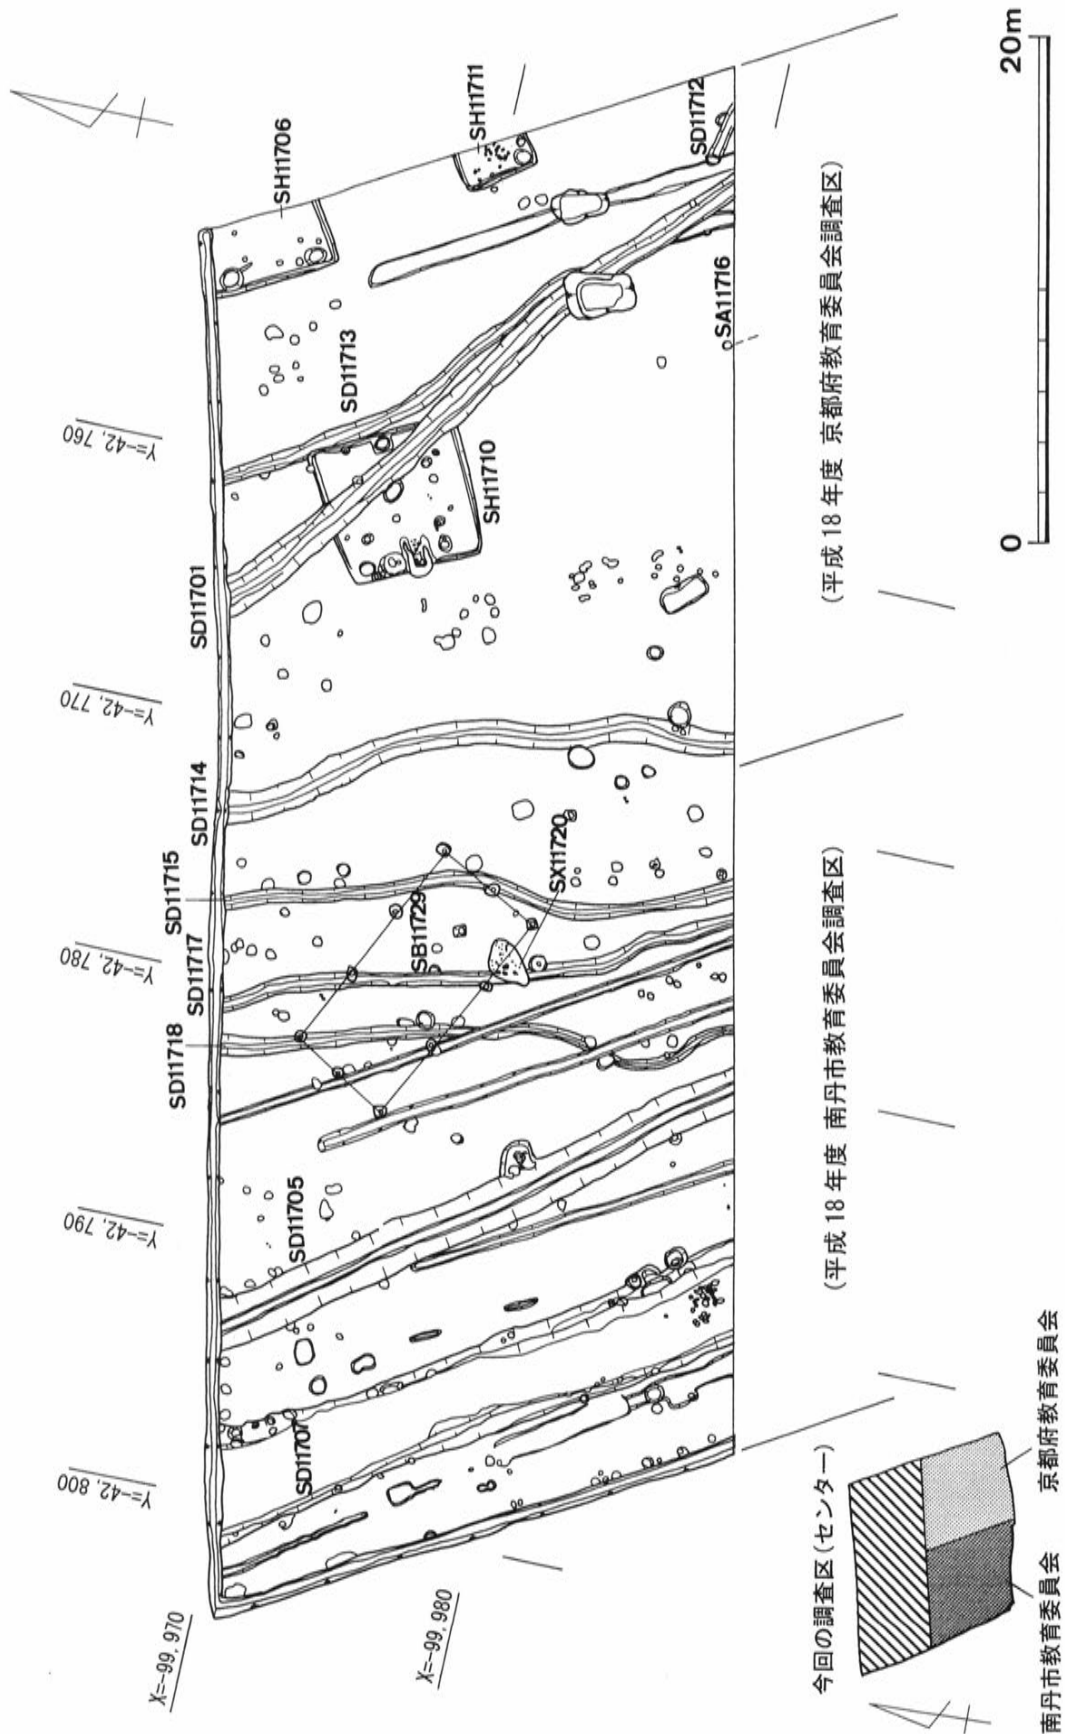 Y=-42,800
Y=-42,790
Y=-42,780
Y=-42,770
Y=-42,760
X=-99,970
X=-99,980
SD11707
SD11705
SD11718
SD11717
SD11715
SD11714
SD11701
SD11713
SH11706
SH11711
SD11712
SH11710
SA11716
SB11729
SX11720
(平成18年度 南丹市教育委員会調査区)
(平成18年度 京都府教育委員会調査区)
今回の調査区(センター)
南丹市教育委員会
京都府教育委員会
0
20m